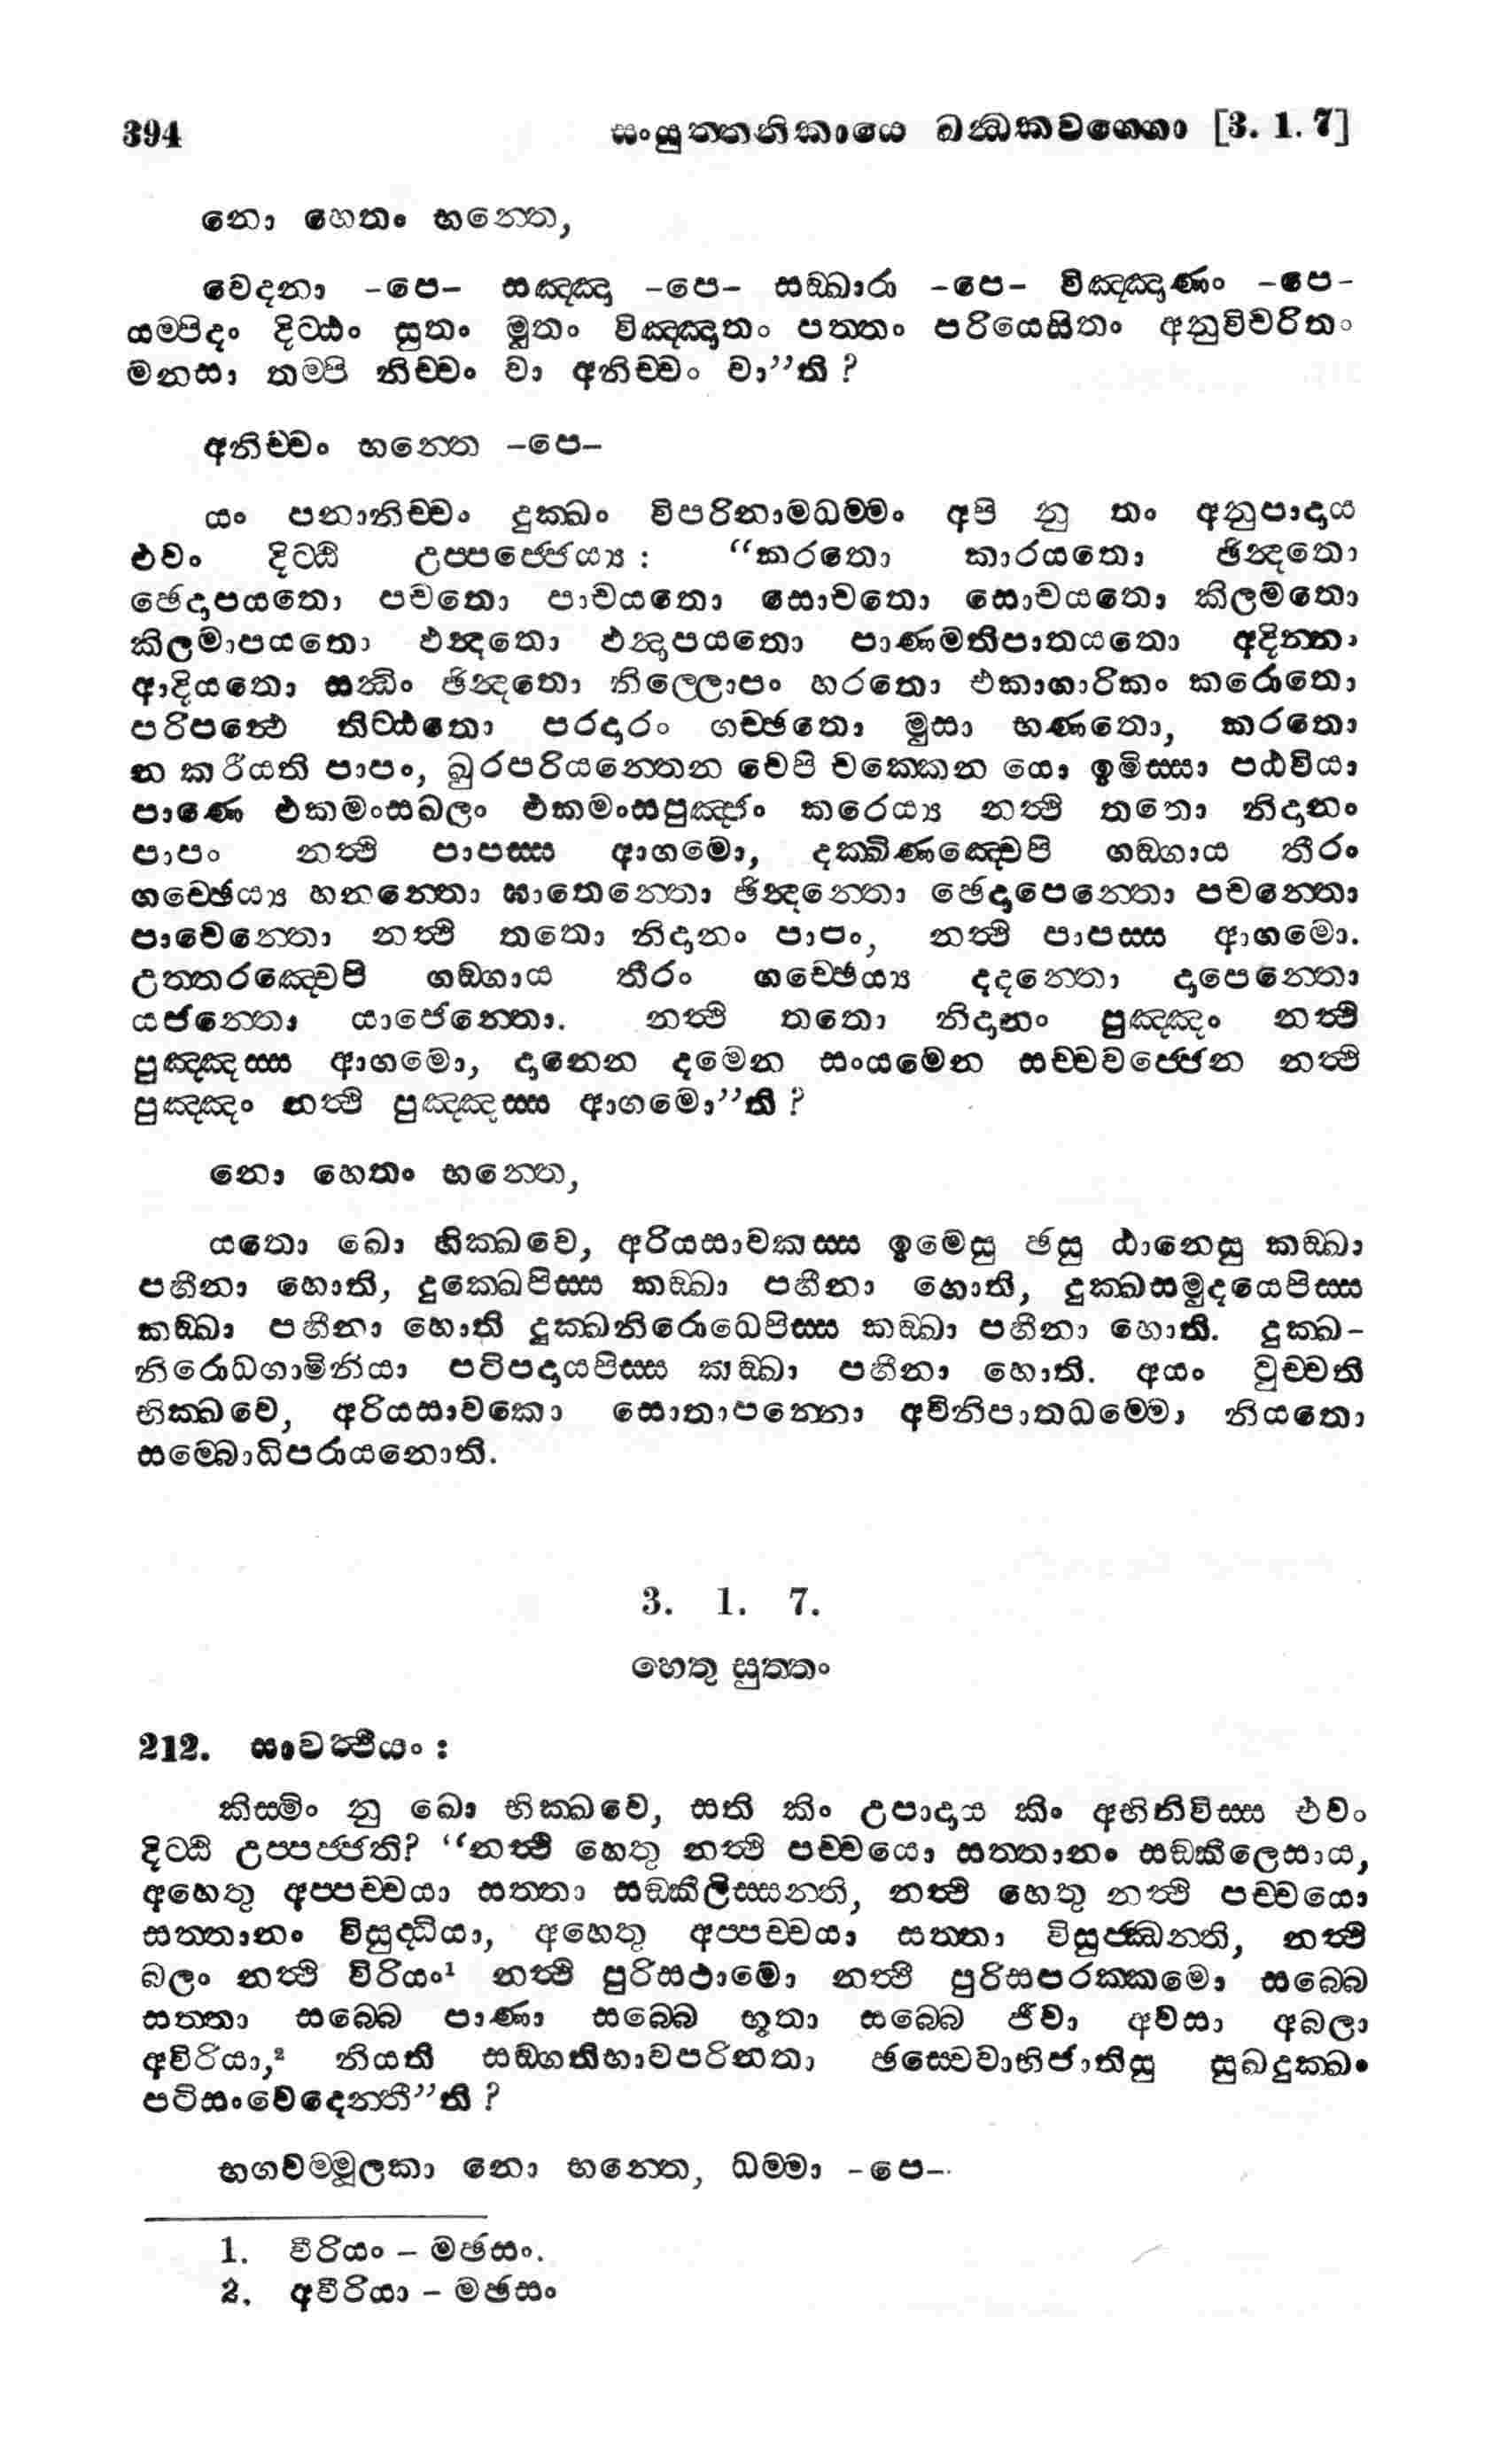 394 සංයුත්තනිකායෙ ඛන්ධකවග්ගො [3. 1. 7]
නො හෙතං භන්තෙ,
වෙදනා -පෙ- සඤ්ඤා -පෙ- සඞ්ඛාරා -පෙ- විඤ්ඤාණං -පෙ-
යම්පිදං දිට්ඨං සුතං මුතං විඤ්ඤාතං පත්තං පරියෙසිතං අනුවිචරිතං
මනසා තම්පි නිච්චං වා අනිච්චං වා”ති ?
අනිච්චං භන්තෙ -පෙ-
යං පනානිච්චං දුක්ඛං විපරිනාමධම්මං අපි නු තං අනුපාදාය
එවං දිට්ඨි උප්පජ්ජෙය්‍ය : “කරතො කාරයතො ඡින්දතො
ඡෙදාපයතො පචතො පාචයතො සොචතො සොචයතො කිලමතො
කිලමාපයතො ඵන්දතො ඵන්දාපයතො පාණමතිපාතයතො අදින්නා
ආදියතො සන්ධිං ඡින්දතො නිල්ලොපං හරතො එකාගාරිකං කරොතො
පරිපන්ථෙ තිට්ඨතො පරදාරං ගච්ඡතො මුසා භණතො, කරතො
න කරීයති පාපං, ඛුරපරියන්තෙන චෙපි චක්කෙන යො ඉමිස්සා පඨවියා
පාණෙ එකමංසඛලං එකමංසපුඤ්ජං කරෙය්‍ය නත්ථි තතො නිදානං
පාපං නත්ථි පාපස්ස ආගමො, දක්ඛිණඤ්චෙපි ගඞ්ගාය තීරං
ගච්ඡෙය්‍ය හනන්තො ඝාතෙන්තො ඡින්දන්තො ඡෙදාපෙන්තො පචන්තො
පාචෙන්තො නත්ථි තතො නිදානං පාපං, නත්ථි පාපස්ස ආගමො.
උත්තරඤ්චෙපි ගඞ්ගාය තීරං ගච්ඡෙය්‍ය දදන්තො දාපෙන්තො
යජන්තො යාජෙන්තො. නත්ථි තතො නිදානං පුඤ්ඤං නත්ථි
පුඤ්ඤස්ස ආගමො, දානෙන දමෙන සංයමෙන සච්චවජ්ජෙන නත්ථි
පුඤ්ඤං නත්ථි පුඤ්ඤස්ස ආගමො”ති ?
නො හෙතං භන්තෙ,
යතො ඛො භික්ඛවෙ, අරියසාවකස්ස ඉමෙසු ඡසු ඨානෙසු කඞ්ඛා
පහීනා හොති, දුක්ඛෙපිස්ස කඞ්ඛා පහීනා හොති, දුක්ඛසමුදයෙපිස්ස
කඞ්ඛා පහීනා හොති දුක්ඛනිරොධෙපිස්ස කඞ්ඛා පහීනා හොති. දුක්ඛ-
නිරොධගාමිනියා පටිපදායපිස්ස කඞ්ඛා පහීනා හොති. අයං වුච්චති
භික්ඛවෙ, අරියසාවකො සොතාපන්නො අවිනිපාතධම්මො නියතො
සම්බොධිපරායනොති.
3. 1. 7.
හෙතු සුත්තං
212. සාවත්ථියං :
කිස්මිං නු ඛො භික්ඛවෙ, සති කිං උපාදාය කිං අභිනිවිස්ස එවං
දිට්ඨි උප්පජ්ජති? “නත්ථි හෙතු නත්ථි පච්චයො සත්තානං සඞ්කිලෙසාය,
අහෙතු අප්පච්චයා සත්තා සඞ්කිලිස්සන්ති, නත්ථි හෙතු නත්ථි පච්චයො
සත්තානං විසුද්ධියා, අහෙතු අප්පච්චයා සත්තා විසුජ්ඣන්ති, නත්ථි
බලං නත්ථි විරියං¹ නත්ථි පුරිසථාමො නත්ථි පුරිසපරක්කමො සබ්බෙ
සත්තා සබ්බෙ පාණා සබ්බෙ භූතා සබ්බෙ ජීවා අවසා අබලා
අවිරියා,² නියති සඞ්ගතිභාවපරිනතා ඡස්වෙවාභිජාතිසු සුඛදුක්ඛං
පටිසංවෙදෙන්තී”ති ?
භගවම්මූලකා නො භන්තෙ, ධම්මා -පෙ-
1. වීරියං – මඡසං.
2. අවීරියා – මඡසං